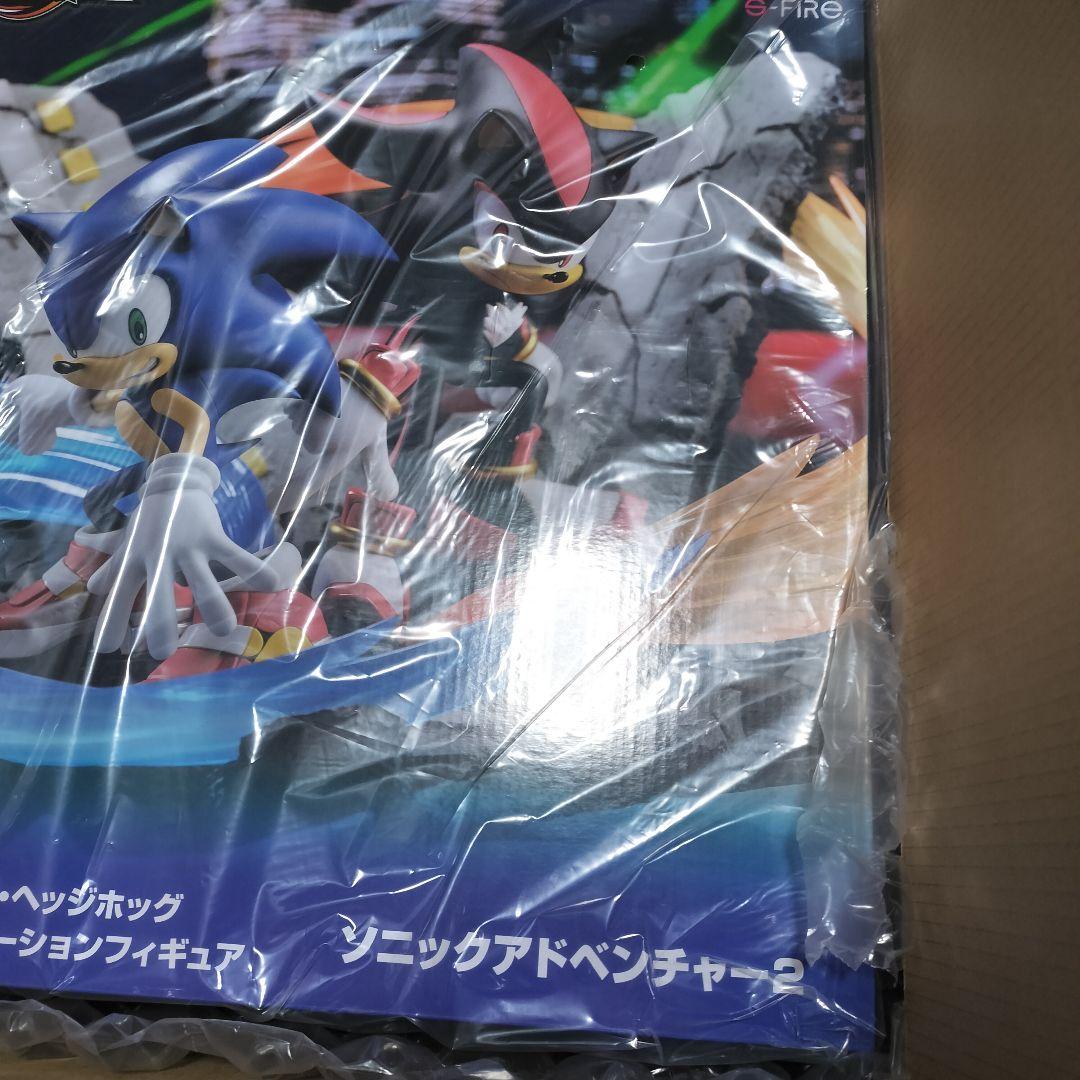 S-FIRE
・ヘッジホッグ
ーションフィギュア
ソニックアドベンチャー2